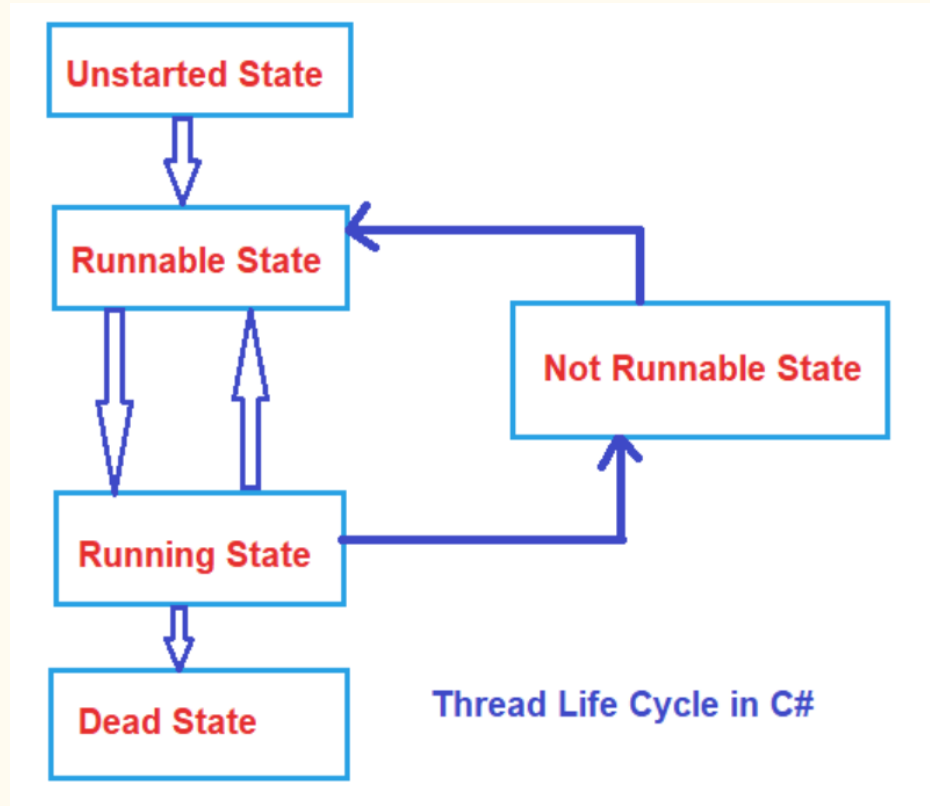 Unstarted State
Runnable State
Not Runnable State
Running State
Dead State
Thread Life Cycle in C#